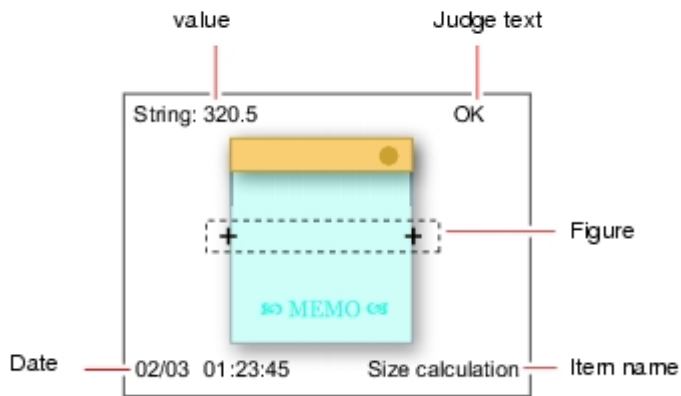 value Judge text
String: 320.5 OK
Figure
MEMO
Date 02/03 01:23:45 Size calculation Item name